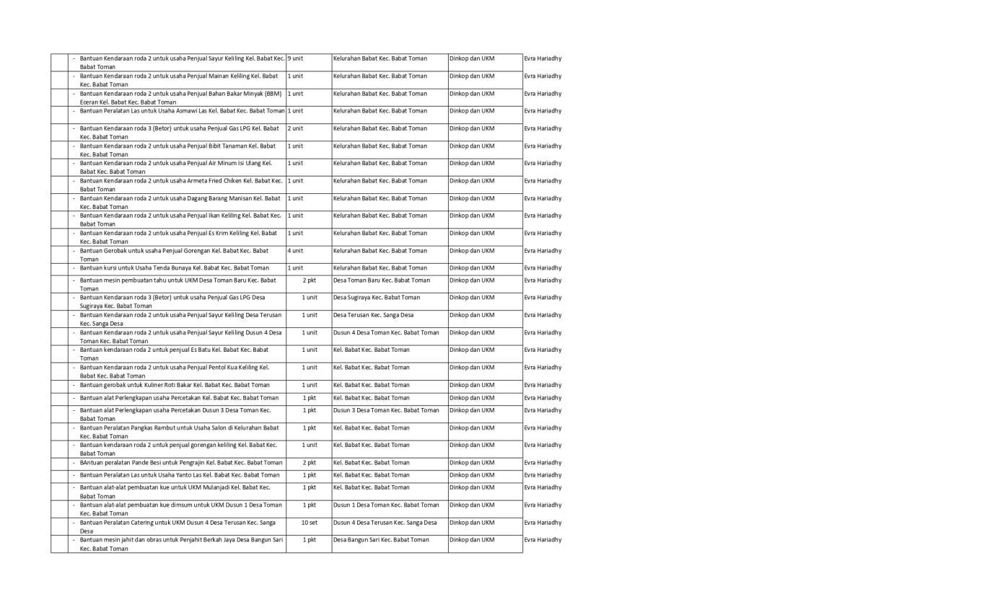 - Bantuan Kendaraan roda 2 untuk usaha Penjual Sayur Keliling Kel. Babat Kec. 9 unit Kelurahan Babat Kec. Babat Toman Dinkop dan UKM Evra Hariadhy
Babat Toman
- Bantuan Kendaraan roda 2 untuk usaha Penjual Mainan Keliling Kel. Babat 1 unit Kelurahan Babat Kec. Babat Toman Dinkop dan UKM Evra Hariadhy
Kec. Babat Toman
- Bantuan Kendaraan roda 2 untuk usaha Penjual Bahan Bakar Minyak (BBM) 1 unit Kelurahan Babat Kec. Babat Toman Dinkop dan UKM Evra Hariadhy
Eceran Kel. Babat Kec. Babat Toman
- Bantuan Peralatan Las untuk Usaha Asmawi Las Kel. Babat Kec. Babat Toman 1 unit Kelurahan Babat Kec. Babat Toman Dinkop dan UKM Evra Hariadhy
- Bantuan Kendaraan roda 3 (Betor) untuk usaha Penjual Gas LPG Kel. Babat 2 unit Kelurahan Babat Kec. Babat Toman Dinkop dan UKM Evra Hariadhy
Kec. Babat Toman
- Bantuan Kendaraan roda 2 untuk usaha Penjual Bibit Tanaman Kel. Babat 1 unit Kelurahan Babat Kec. Babat Toman Dinkop dan UKM Evra Hariadhy
Kec. Babat Toman
- Bantuan Kendaraan roda 2 untuk usaha Penjual Air Minum Isi Ulang Kel. 1 unit Kelurahan Babat Kec. Babat Toman Dinkop dan UKM Evra Hariadhy
Babat Kec. Babat Toman
- Bantuan Kendaraan roda 2 untuk usaha Armeta Fried Chiken Kel. Babat Kec. 1 unit Kelurahan Babat Kec. Babat Toman Dinkop dan UKM Evra Hariadhy
Babat Toman
- Bantuan Kendaraan roda 2 untuk usaha Dagang Barang Manisan Kel. Babat 1 unit Kelurahan Babat Kec. Babat Toman Dinkop dan UKM Evra Hariadhy
Kec. Babat Toman
- Bantuan Kendaraan roda 2 untuk usaha Penjual Ikan Keliling Kel. Babat Kec. 1 unit Kelurahan Babat Kec. Babat Toman Dinkop dan UKM Evra Hariadhy
Babat Toman
- Bantuan Kendaraan roda 2 untuk usaha Penjual Es Krim Keliling Kel. Babat 1 unit Kelurahan Babat Kec. Babat Toman Dinkop dan UKM Evra Hariadhy
Kec. Babat Toman
- Bantuan Gerobak untuk usaha Penjual Gorengan Kel. Babat Kec. Babat 4 unit Kelurahan Babat Kec. Babat Toman Dinkop dan UKM Evra Hariadhy
Toman
- Bantuan kursi untuk Usaha Tenda Bunaya Kel. Babat Kec. Babat Toman 1 unit Kelurahan Babat Kec. Babat Toman Dinkop dan UKM Evra Hariadhy
- Bantuan mesin pembuatan tahu untuk UKM Desa Toman Baru Kec. Babat 2 pkt Desa Toman Baru Kec. Babat Toman Dinkop dan UKM Evra Hariadhy
Toman
- Bantuan Kendaraan roda 3 (Betor) untuk usaha Penjual Gas LPG Desa 1 unit Desa Sugiraya Kec. Babat Toman Dinkop dan UKM Evra Hariadhy
Sugiraya Kec. Babat Toman
- Bantuan Kendaraan roda 2 untuk usaha Penjual Sayur Keliling Desa Terusan 1 unit Desa Terusan Kec. Sanga Desa Dinkop dan UKM Evra Hariadhy
Kec. Sanga Desa
- Bantuan Kendaraan roda 2 untuk usaha Penjual Sayur Keliling Dusun 4 Desa 1 unit Dusun 4 Desa Toman Kec. Babat Toman Dinkop dan UKM Evra Hariadhy
Toman Kec. Babat Toman
- Bantuan kendaraan roda 2 untuk penjual Es Batu Kel. Babat Kec. Babat 1 unit Kel. Babat Kec. Babat Toman Dinkop dan UKM Evra Hariadhy
Toman
- Bantuan Kendaraan roda 2 untuk usaha Penjual Pentol Kua Keliling Kel. 1 unit Kel. Babat Kec. Babat Toman Dinkop dan UKM Evra Hariadhy
Babat Kec. Babat Toman
- Bantuan gerobak untuk Kuliner Roti Bakar Kel. Babat Kec. Babat Toman 1 unit Kel. Babat Kec. Babat Toman Dinkop dan UKM Evra Hariadhy
- Bantuan alat Perlengkapan usaha Percetakan Kel. Babat Kec. Babat Toman 1 pkt Kel. Babat Kec. Babat Toman Dinkop dan UKM Evra Hariadhy
- Bantuan alat Perlengkapan usaha Percetakan Dusun 3 Desa Toman Kec. 1 pkt Dusun 3 Desa Toman Kec. Babat Toman Dinkop dan UKM Evra Hariadhy
Babat Toman
- Bantuan Peralatan Pangkas Rambut untuk Usaha Salon di Kelurahan Babat 1 pkt Kel. Babat Kec. Babat Toman Dinkop dan UKM Evra Hariadhy
Kec. Babat Toman
- Bantuan kendaraan roda 2 untuk penjual gorengan keliling Kel. Babat Kec. 1 unit Kel. Babat Kec. Babat Toman Dinkop dan UKM Evra Hariadhy
Babat Toman
- BAntuan peralatan Pande Besi untuk Pengrajin Kel. Babat Kec. Babat Toman 2 pkt Kel. Babat Kec. Babat Toman Dinkop dan UKM Evra Hariadhy
- Bantuan Peralatan Las untuk Usaha Yanto Las Kel. Babat Kec. Babat Toman 1 pkt Kel. Babat Kec. Babat Toman Dinkop dan UKM Evra Hariadhy
- Bantuan alat-alat pembuatan kue untuk UKM Mulanjadi Kel. Babat Kec. 1 pkt Kel. Babat Kec. Babat Toman Dinkop dan UKM Evra Hariadhy
Babat Toman
- Bantuan alat-alat pembuatan kue dimsum untuk UKM Dusun 1 Desa Toman 1 pkt Dusun 1 Desa Toman Kec. Babat Toman Dinkop dan UKM Evra Hariadhy
Kec. Babat Toman
- Bantuan Peralatan Catering untuk UKM Dusun 4 Desa Terusan Kec. Sanga 10 set Dusun 4 Desa Terusan Kec. Sanga Desa Dinkop dan UKM Evra Hariadhy
Desa
- Bantuan mesin jahit dan obras untuk Penjahit Berkah Jaya Desa Bangun Sari 1 pkt Desa Bangun Sari Kec. Babat Toman Dinkop dan UKM Evra Hariadhy
Kec. Babat Toman